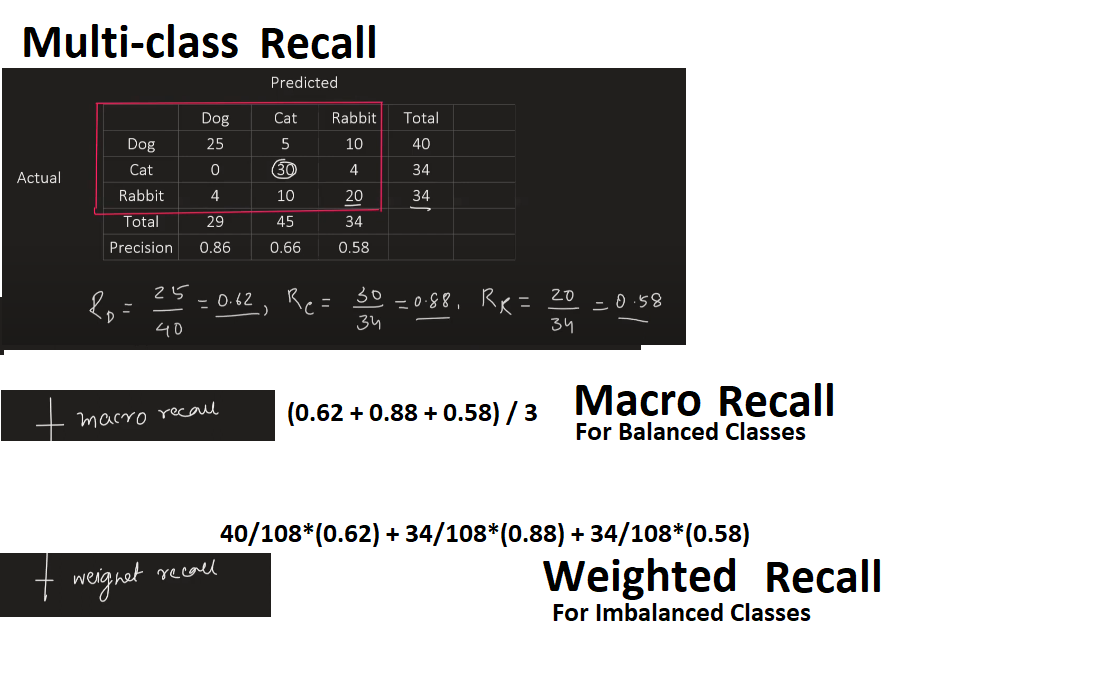 Multi-class Recall
Predicted
Dog Cat Rabbit Total
Dog 25 5 10 40
Actual
Cat 0 30 4 34
Rabbit 4 10 20 34
Total 29 45 34
Precision 0.86 0.66 0.58
R_D = 25/40 = 0.62, R_C = 30/34 = 0.88, R_R = 20/34 = 0.58
macro recall (0.62 + 0.88 + 0.58) / 3 Macro Recall
For Balanced Classes
40/108*(0.62) + 34/108*(0.88) + 34/108*(0.58)
weignet recall Weighted Recall
For Imbalanced Classes